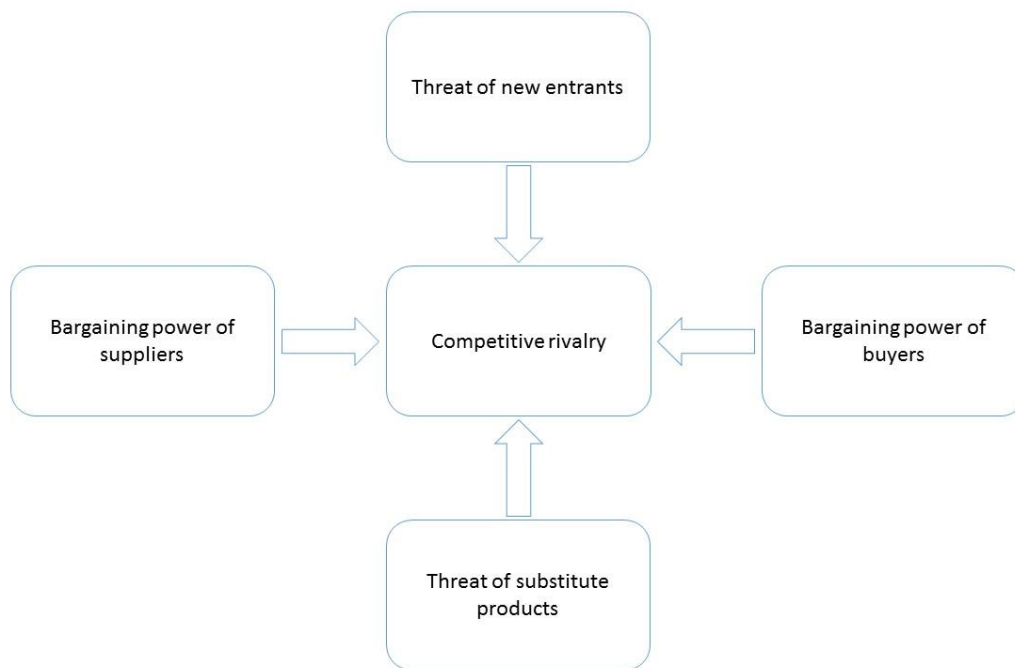 Threat of new entrants
Bargaining power of
suppliers
Competitive rivalry
Bargaining power of
buyers
Threat of substitute
products